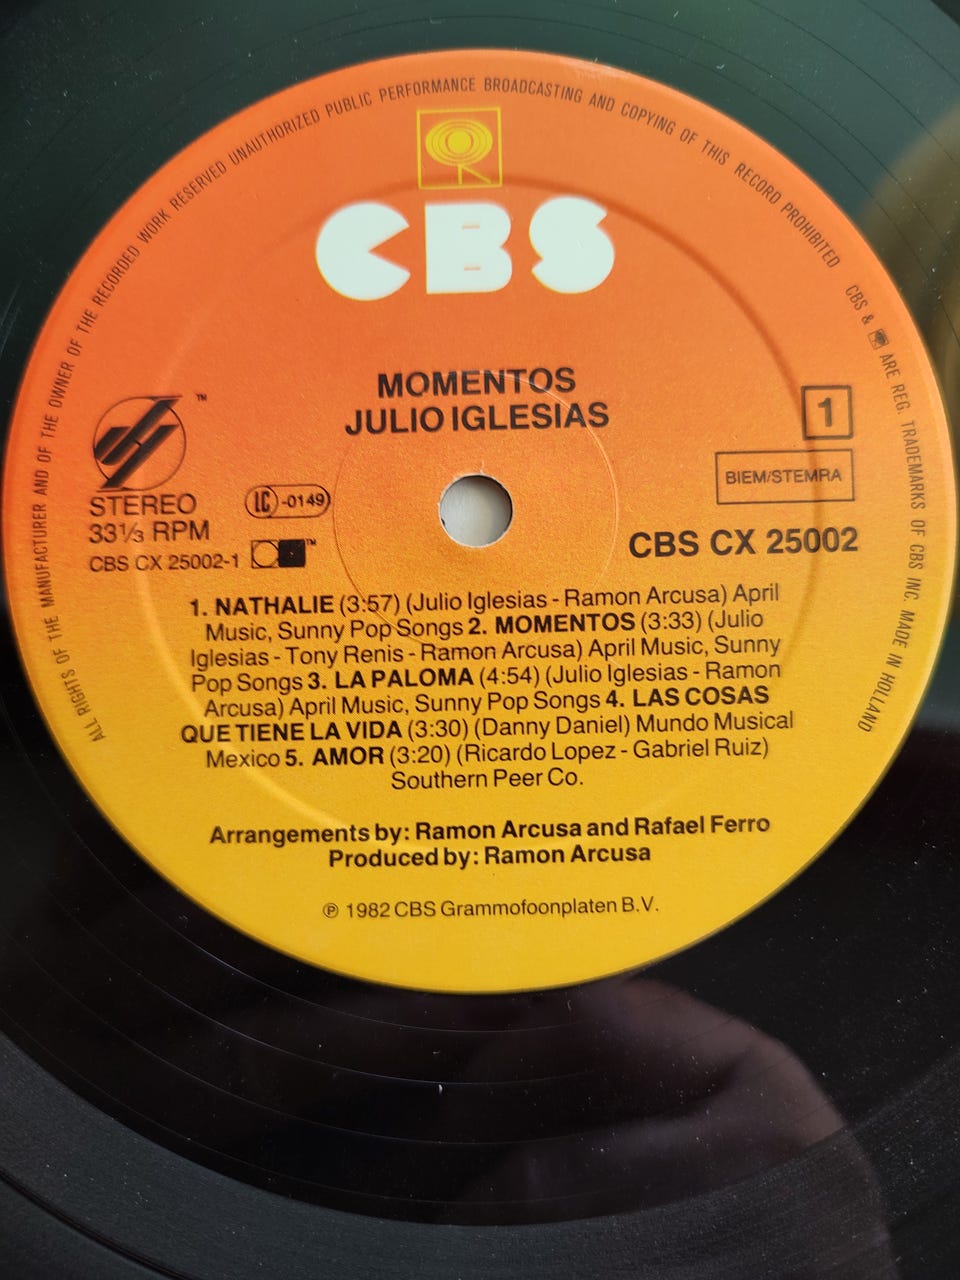 ALL RIGHTS OF THE MANUFACTURER AND OF THE OWNER OF THE RECORDED WORK RESERVED UNAUTHORIZED PUBLIC PERFORMANCE BROADCASTING AND COPYING OF THIS RECORD PROHIBITED CBS & ARE REG. TRADEMARKS OF CBS INC. MADE IN HOLLAND
CBS
MOMENTOS
JULIO IGLESIAS
™
STEREO
33⅓ RPM
CBS CX 25002-1 ™
LC -0149
1
BIEM/STEMRA
CBS CX 25002
1. NATHALIE (3:57) (Julio Iglesias - Ramon Arcusa) April
Music, Sunny Pop Songs 2. MOMENTOS (3:33) (Julio
Iglesias - Tony Renis - Ramon Arcusa) April Music, Sunny
Pop Songs 3. LA PALOMA (4:54) (Julio Iglesias - Ramon
Arcusa) April Music, Sunny Pop Songs 4. LAS COSAS
QUE TIENE LA VIDA (3:30) (Danny Daniel) Mundo Musical
Mexico 5. AMOR (3:20) (Ricardo Lopez - Gabriel Ruiz)
Southern Peer Co.
Arrangements by: Ramon Arcusa and Rafael Ferro
Produced by: Ramon Arcusa
℗ 1982 CBS Grammofoonplaten B.V.